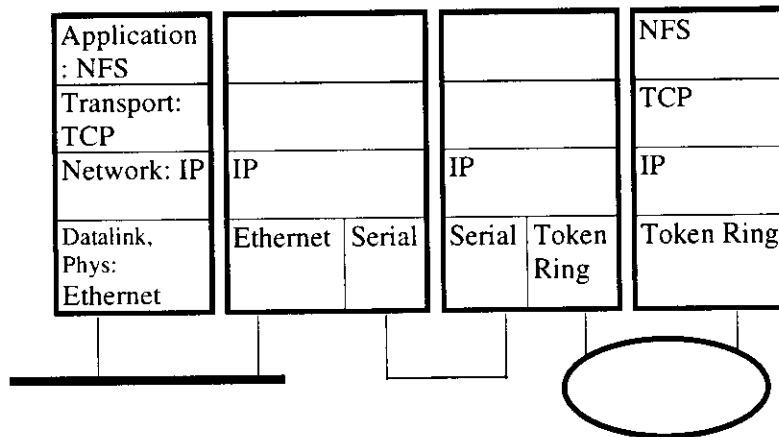 Application
: NFS
Transport:
TCP
Network: IP
Datalink,
Phys:
Ethernet
IP
Ethernet
Serial
IP
Serial
Token
Ring
NFS
TCP
IP
Token Ring